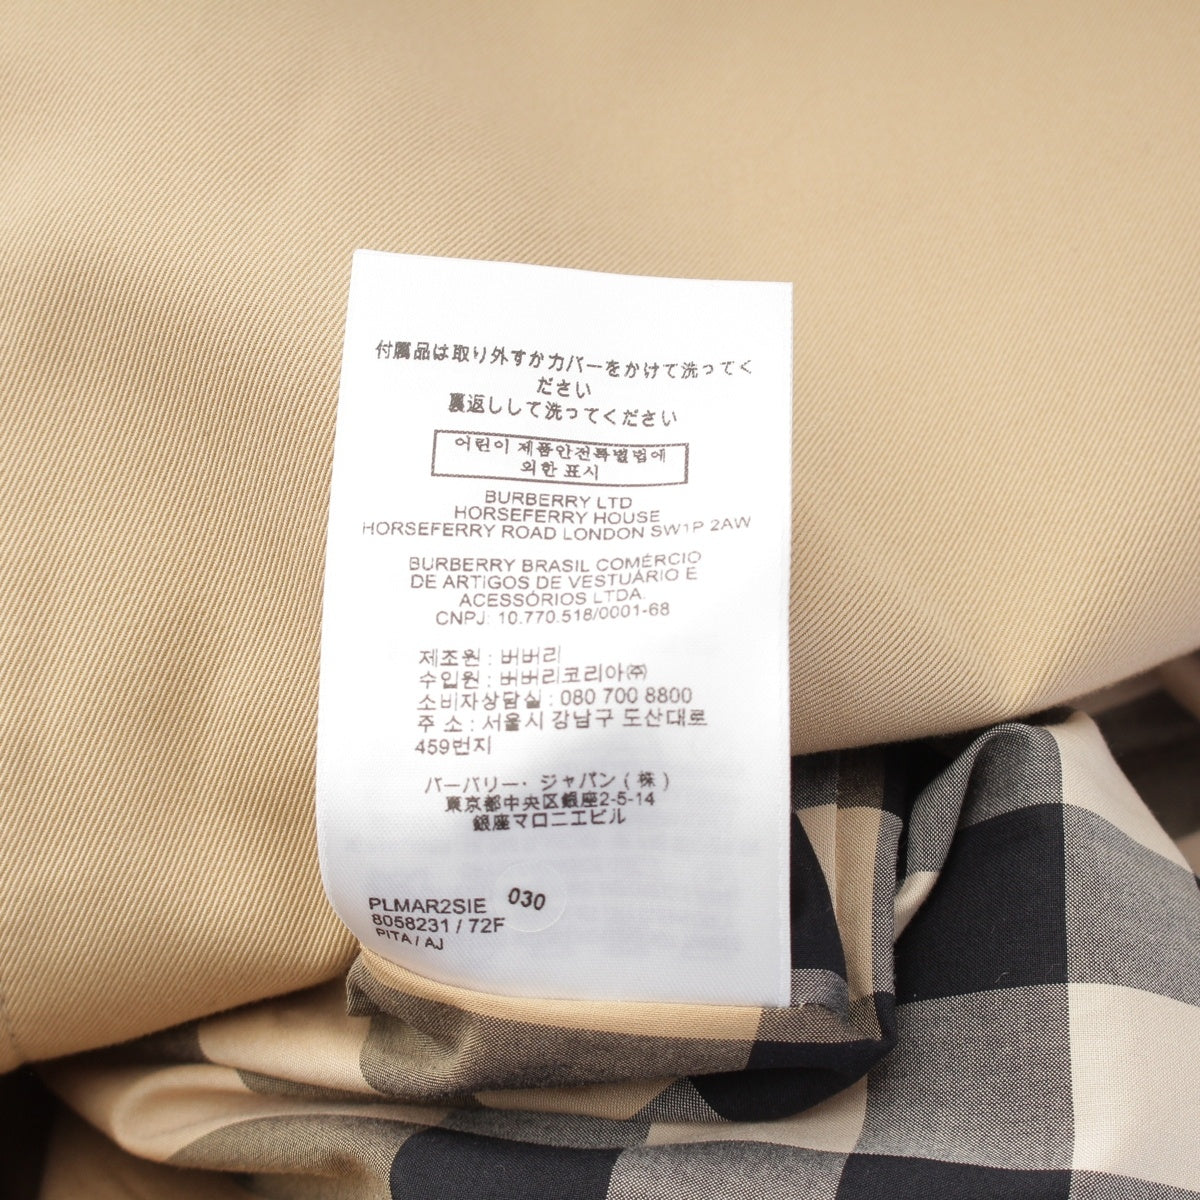 付属品は取り外すかカバーをかけて洗ってく
ださい
裏返しして洗ってください
어린이 제품안전특별법에
의한 표시
BURBERRY LTD
HORSEFERRY HOUSE
HORSEFERRY ROAD LONDON SW1P 2AW
BURBERRY BRASIL COMÉRCIO
DE ARTIGOS DE VESTUÁRIO E
ACESSÓRIOS LTDA.
CNPJ: 10.770.518/0001-68
제조원 : 버버리
수입원 : 버버리코리아㈜
소비자상담실 : 080 700 8800
주 소 : 서울시 강남구 도산대로
459번지
バーバリー・ジャパン ( 株 )
東京都中央区銀座2-5-14
銀座マロニエビル
030
PLMAR2SIE
8058231 / 72F
PITA / AJ